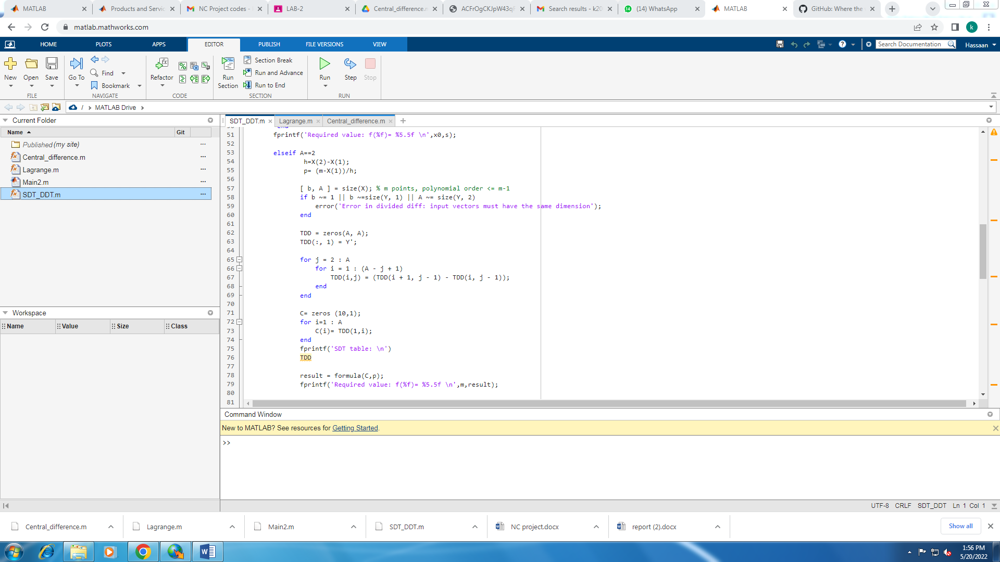 MATLAB
Products and Servic
NC Project codes -
LAB-2
Central_difference.m
ACFrOgCKJpW43qF
Search results - k20
(14) WhatsApp
MATLAB
GitHub: Where the
matlab.mathworks.com
k
HOME PLOTS APPS EDITOR PUBLISH FILE VERSIONS VIEW
Search Documentation
Hassaan
New
Open
Save
FILE
Go To
Find
Bookmark
NAVIGATE
Refactor
CODE
Run Section
Section Break
Run and Advance
Run to End
SECTION
Run
Step
Stop
RUN
/ MATLAB Drive
Current Folder
Name Git
Published (my site)
Central_difference.m
Lagrange.m
Main2.m
SDT_DDT.m
Workspace
Name Value Size Class
SDT_DDT.m Lagrange.m Central_difference.m
50 end
51 fprintf('Required value: f(%f)= %5.5f \n',x0,s);
52
53 elseif A==2
54 h=X(2)-X(1);
55 p= (m-X(1))/h;
56
57 [ b, A ] = size(X); % m points, polynomial order <= m-1
58 if b ~= 1 || b ~=size(Y, 1) || A ~= size(Y, 2)
59 error('Error in divided diff: input vectors must have the same dimension');
60 end
61
62 TDD = zeros(A, A);
63 TDD(:, 1) = Y';
64
65 for j = 2 : A
66 for i = 1 : (A - j + 1)
67 TDD(i,j) = (TDD(i + 1, j - 1) - TDD(i, j - 1));
68 end
69 end
70
71 C= zeros (10,1);
72 for i=1 : A
73 C(i)= TDD(1,i);
74 end
75 fprintf('SDT table: \n')
76 TDD
77
78 result = formula(C,p);
79 fprintf('Required value: f(%f)= %5.5f \n',m,result);
80
81
Command Window
New to MATLAB? See resources for Getting Started.
>>
UTF-8 CRLF SDT_DDT Ln 1 Col 1
Central_difference.m
Lagrange.m
Main2.m
SDT_DDT.m
NC project.docx
report (2).docx
Show all
1:56 PM
5/20/2022